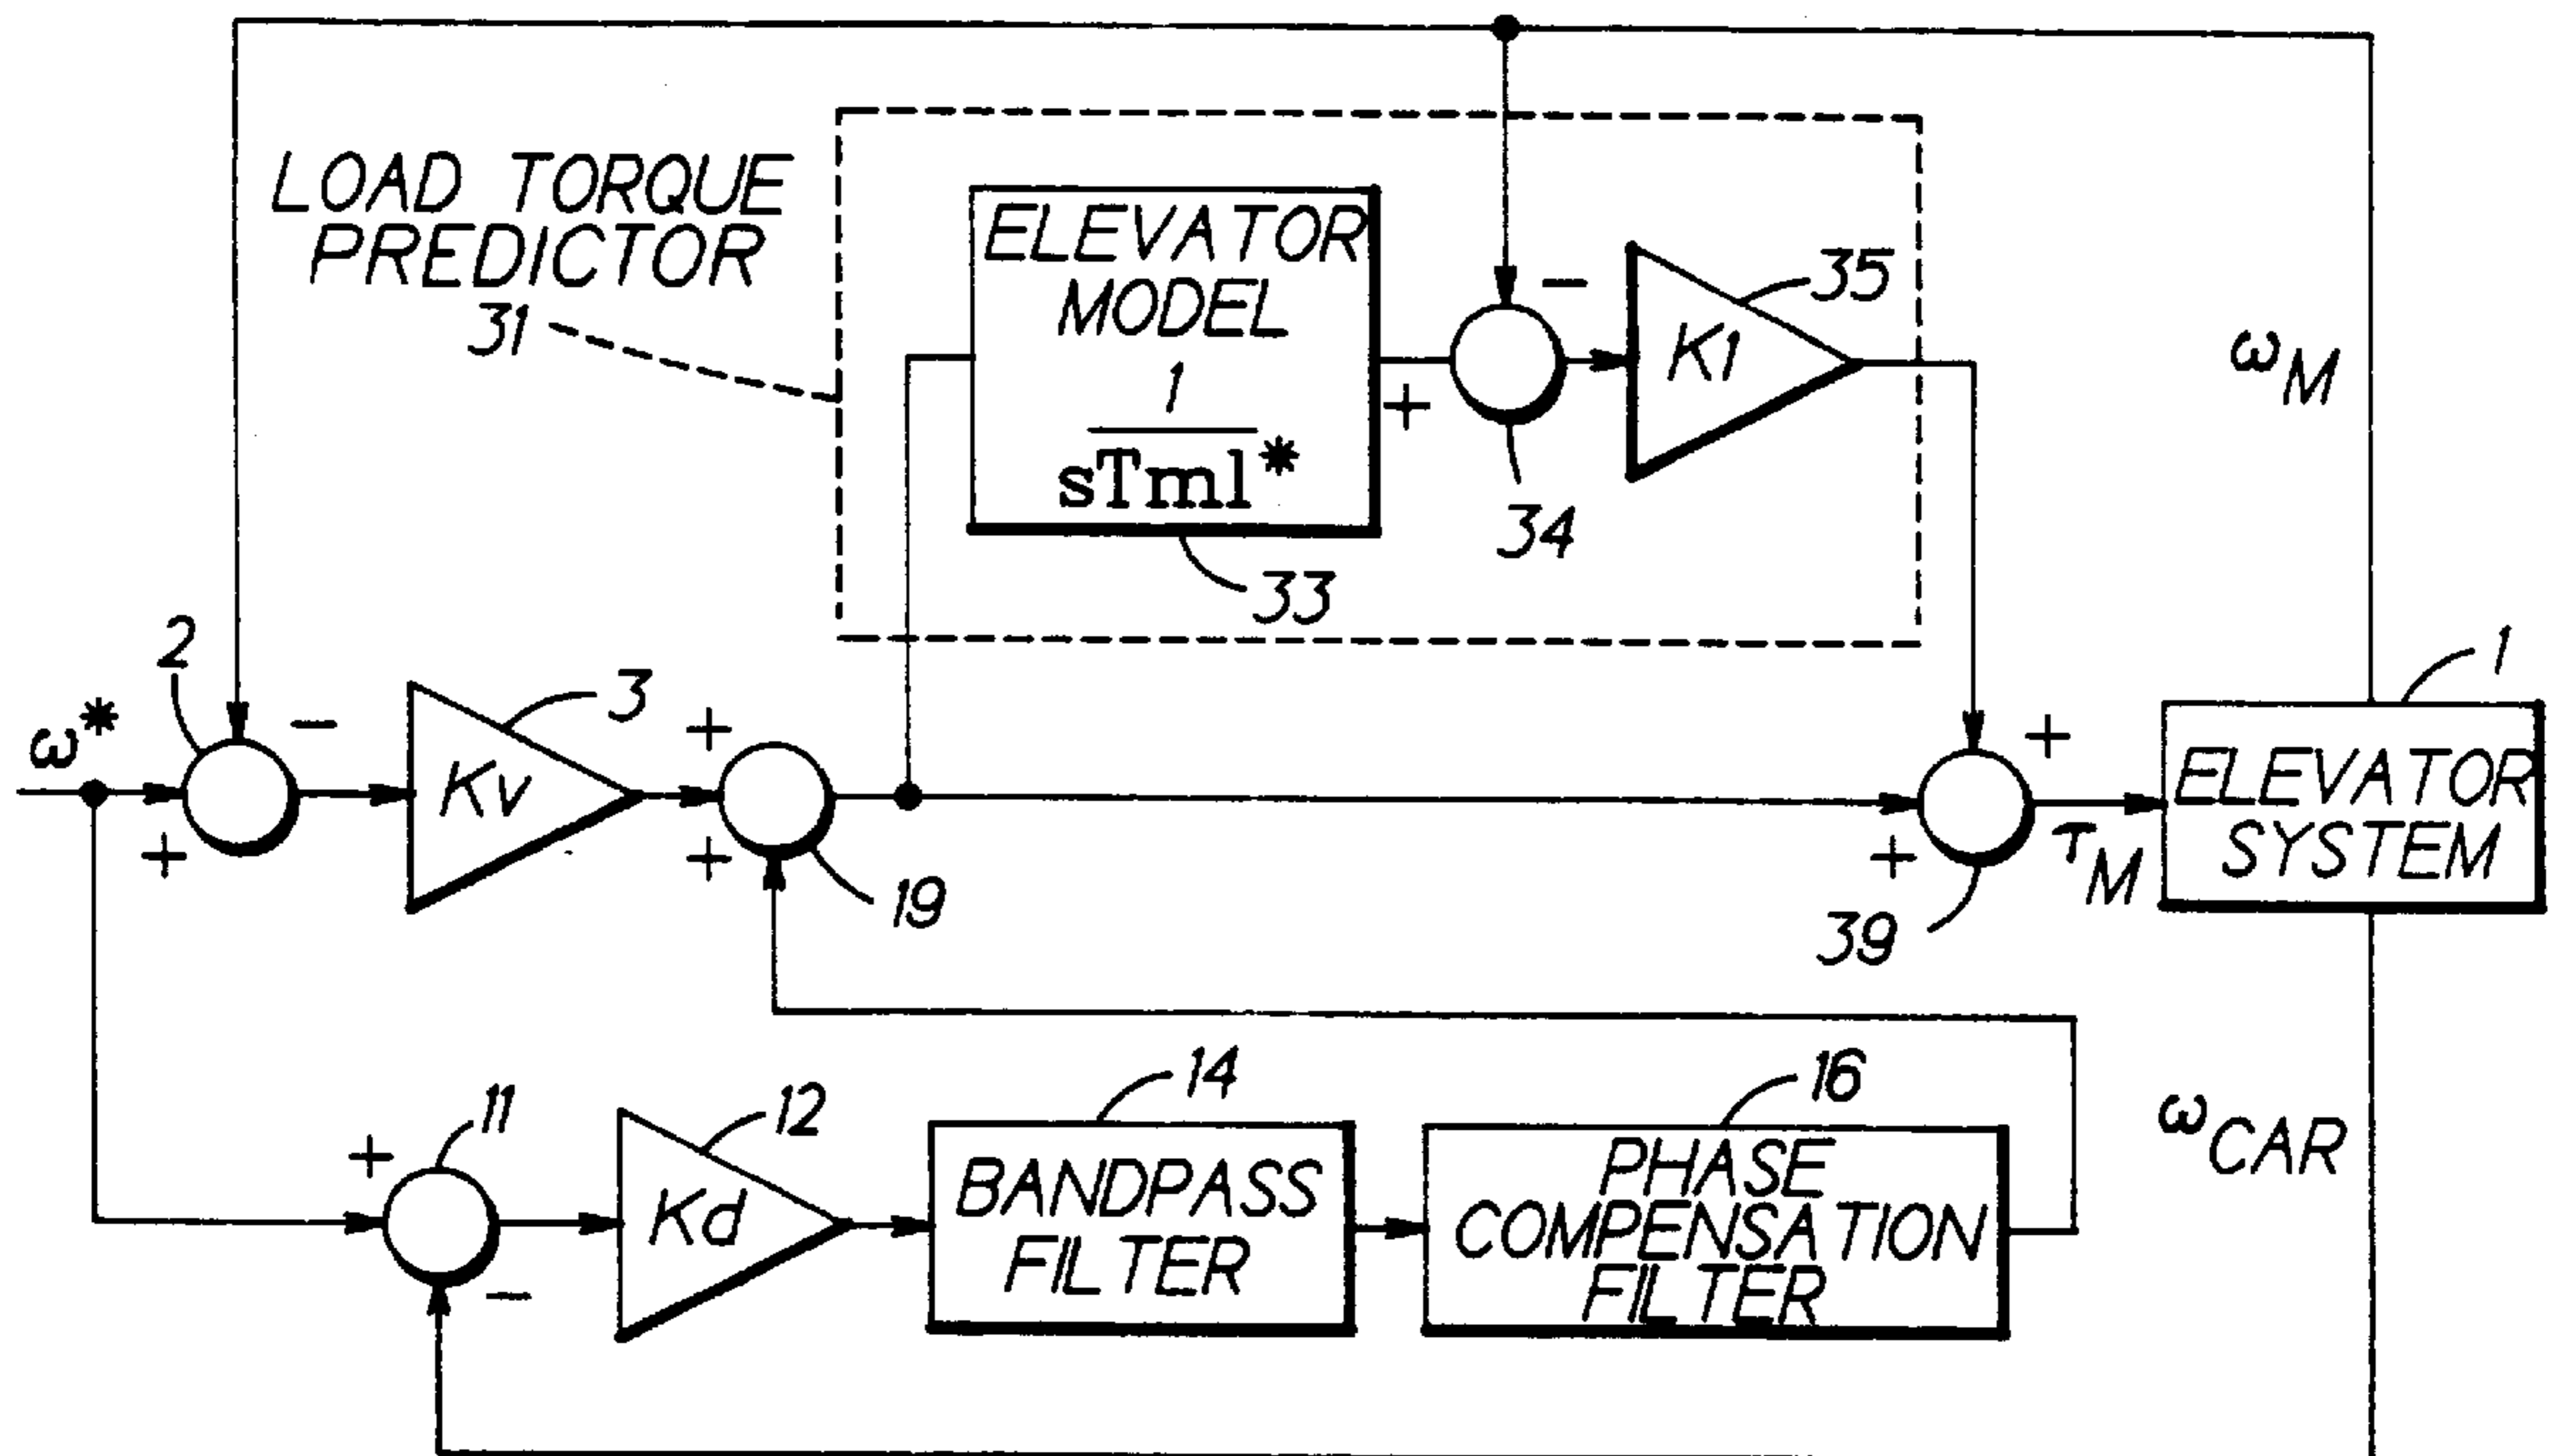 LOAD TORQUE
PREDICTOR
31
ELEVATOR
MODEL
1
sTml*
33
+
−
34
K1
35
ωM
2
ω*
+
−
Kv
3
+
+
19
+
+
39
τM
1
ELEVATOR
SYSTEM
11
+
−
Kd
12
14
BANDPASS
FILTER
16
PHASE
COMPENSATION
FILTER
ωCAR